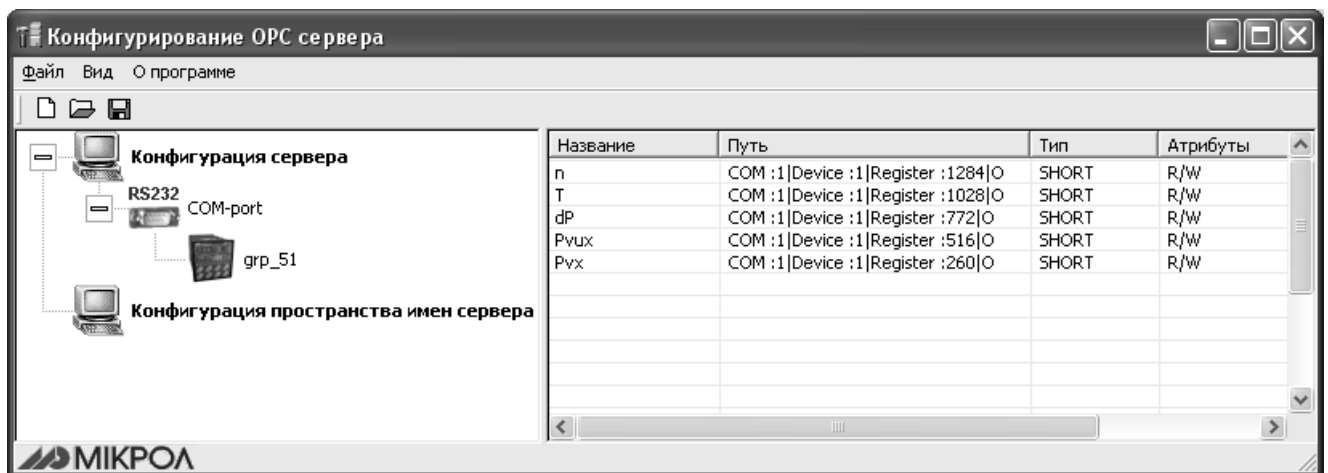 Конфигурирование OPC сервера
Файл Вид О программе
Название Путь Тип Атрибуты
Конфигурация сервера
RS232
COM-port
grp_51
Конфигурация пространства имен сервера
n COM :1|Device :1|Register :1284|O SHORT R/W
T COM :1|Device :1|Register :1028|O SHORT R/W
dP COM :1|Device :1|Register :772|O SHORT R/W
Pvux COM :1|Device :1|Register :516|O SHORT R/W
Pvx COM :1|Device :1|Register :260|O SHORT R/W
МІКРОЛ